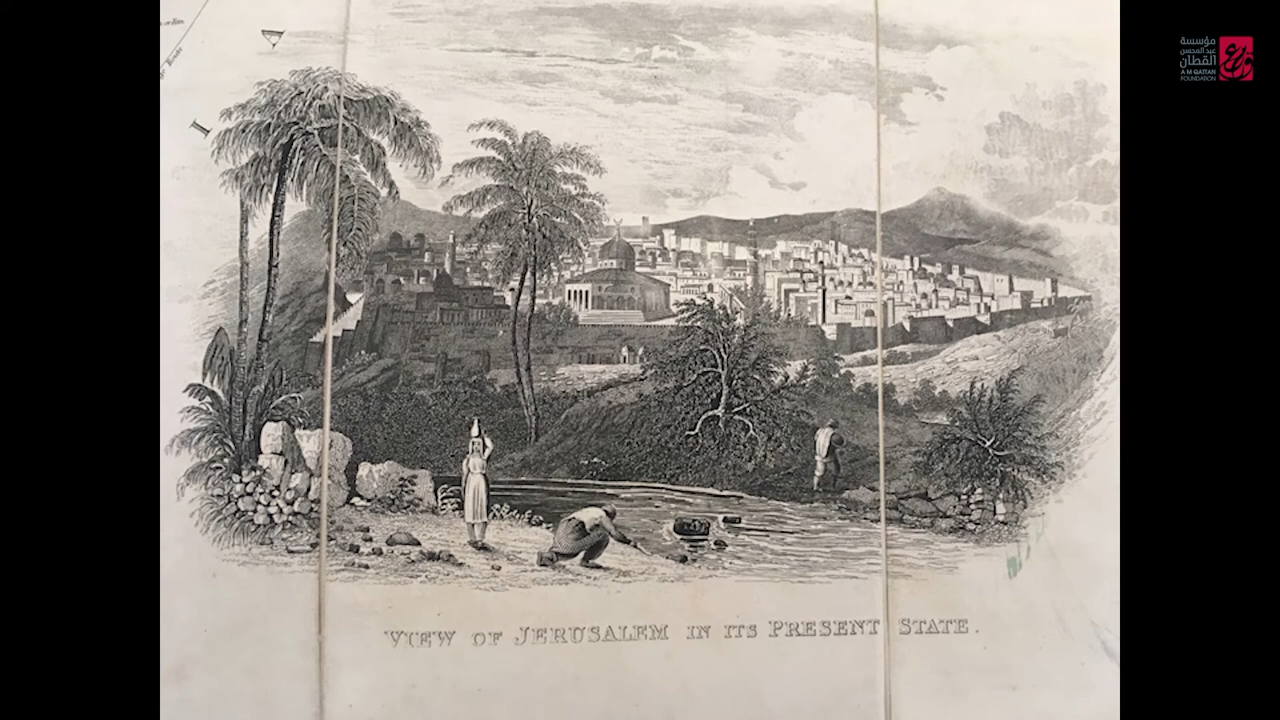 مؤسسة
عبد المحسن
القطان
A M QATTAN
FOUNDATION
VIEW OF JERUSALEM IN ITS PRESENT STATE.